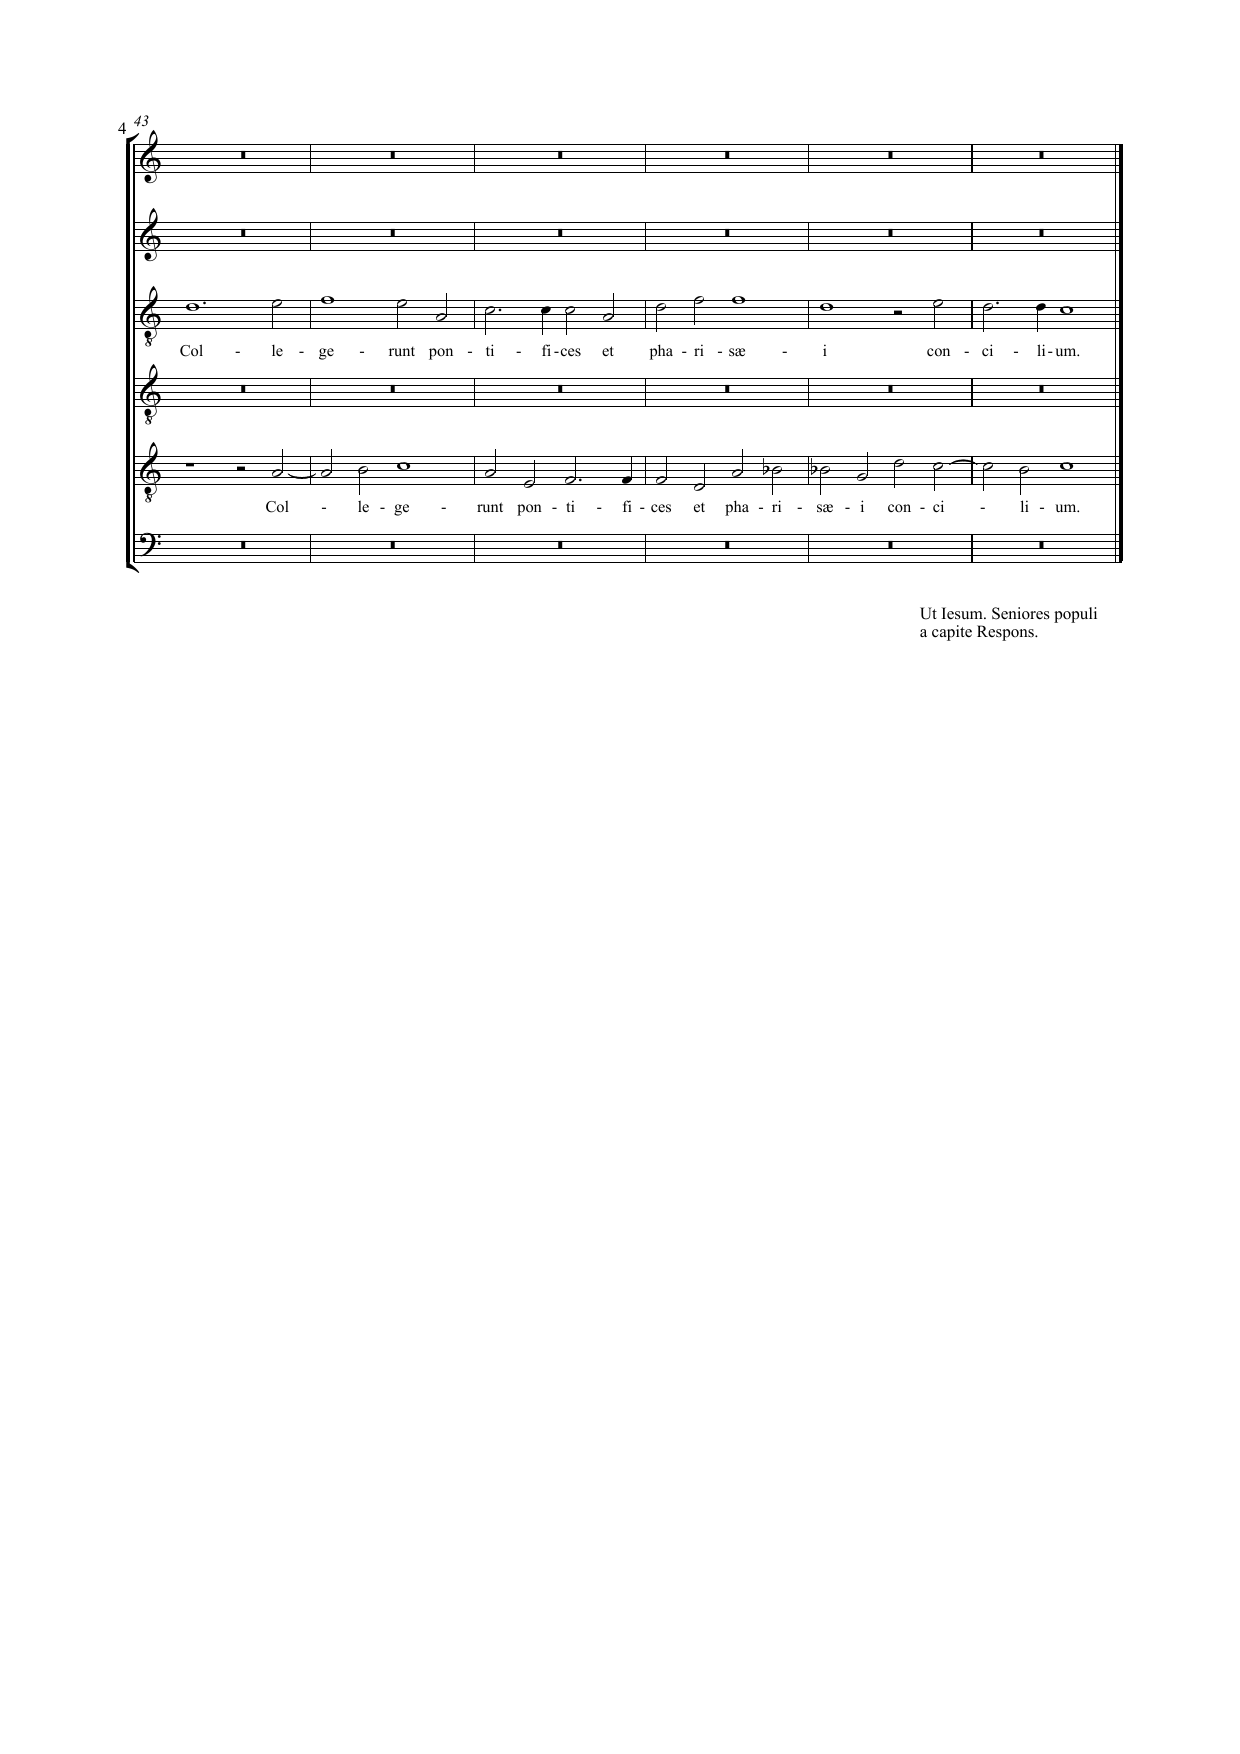 4 43
Col - le - ge - runt pon - ti - fi - ces et pha - ri - sæ - i con - ci - li - um.
Col - le - ge - runt pon - ti - fi - ces et pha - ri - sæ - i con - ci - li - um.
Ut Iesum. Seniores populi
a capite Respons.